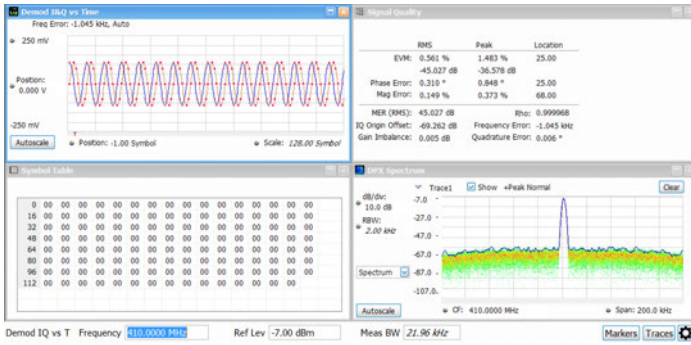 Demod I&Q vs Time
Freq Error: -1.045 kHz, Auto
250 mV
Position:
0.000 V
-250 mV
Autoscale
Position: -1.00 Symbol
Scale: 128.00 Symbol
Signal Quality
RMS Peak Location
EVM: 0.561 % 1.483 % 25.00
-45.027 dB -36.578 dB
Phase Error: 0.310 ° 0.848 ° 25.00
Mag Error: 0.149 % 0.373 % 68.00
MER (RMS): 45.027 dB Rho: 0.999968
IQ Origin Offset: -69.262 dB Frequency Error: -1.045 kHz
Gain Imbalance: 0.005 dB Quadrature Error: 0.006 °
Symbol Table
0 00 00 00 00 00 00 00 00 00 00 00 00 00 00 00 00
16 00 00 00 00 00 00 00 00 00 00 00 00 00 00 00 00
32 00 00 00 00 00 00 00 00 00 00 00 00 00 00 00 00
48 00 00 00 00 00 00 00 00 00 00 00 00 00 00 00 00
64 00 00 00 00 00 00 00 00 00 00 00 00 00 00 00 00
80 00 00 00 00 00 00 00 00 00 00 00 00 00 00 00 00
96 00 00 00 00 00 00 00 00 00 00 00 00 00 00 00 00
112 00 00 00 00 00 00 00 00 00 00 00 00 00 00 00
DPX Spectrum
Trace1 Show +Peak Normal Clear
dB/div:
10.0 dB
RBW:
2.00 kHz
-7.0
-27.0
-47.0
-67.0
-87.0
-107.0
Spectrum
Autoscale
CF: 410.0000 MHz
Span: 200.0 kHz
Demod IQ vs T Frequency 410.0000 MHz Ref Lev -7.00 dBm Meas BW 21.96 kHz Markers Traces